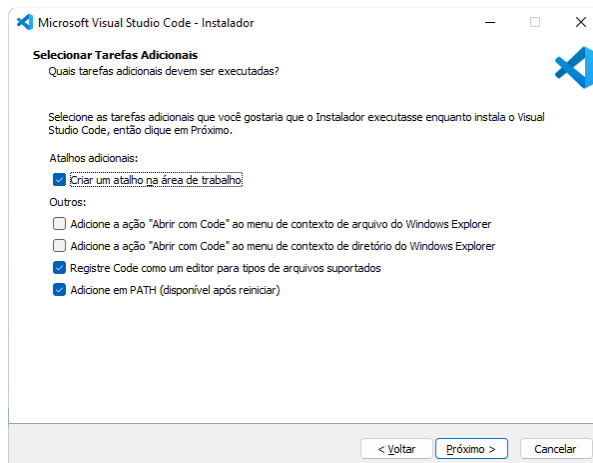 Microsoft Visual Studio Code - Instalador
Selecionar Tarefas Adicionais
Quais tarefas adicionais devem ser executadas?
Selecione as tarefas adicionais que você gostaria que o Instalador executasse enquanto instala o Visual
Studio Code, então clique em Próximo.
Atalhos adicionais:
Criar um atalho na área de trabalho
Outros:
Adicione a ação "Abrir com Code" ao menu de contexto de arquivo do Windows Explorer
Adicione a ação "Abrir com Code" ao menu de contexto de diretório do Windows Explorer
Registre Code como um editor para tipos de arquivos suportados
Adicione em PATH (disponível após reiniciar)
< Voltar Próximo > Cancelar